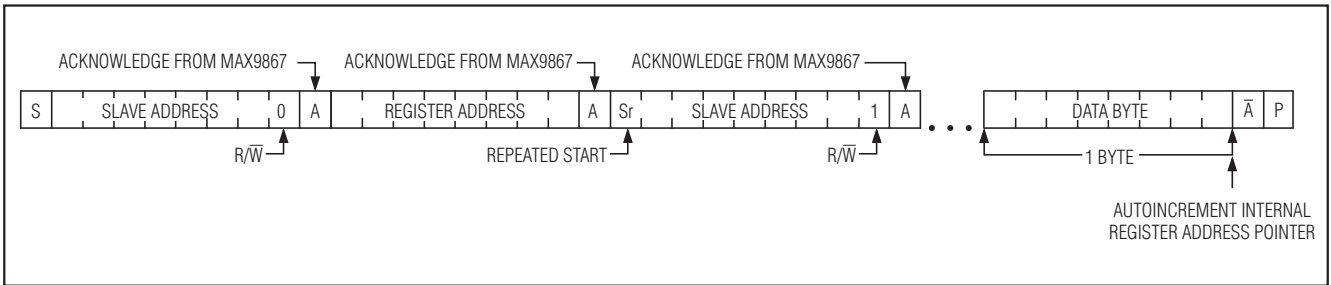 ACKNOWLEDGE FROM MAX9867 ACKNOWLEDGE FROM MAX9867 ACKNOWLEDGE FROM MAX9867
S SLAVE ADDRESS 0 A REGISTER ADDRESS A Sr SLAVE ADDRESS 1 A ... DATA BYTE A̅ P
R/W̅ REPEATED START R/W̅ 1 BYTE
AUTOINCREMENT INTERNAL
REGISTER ADDRESS POINTER